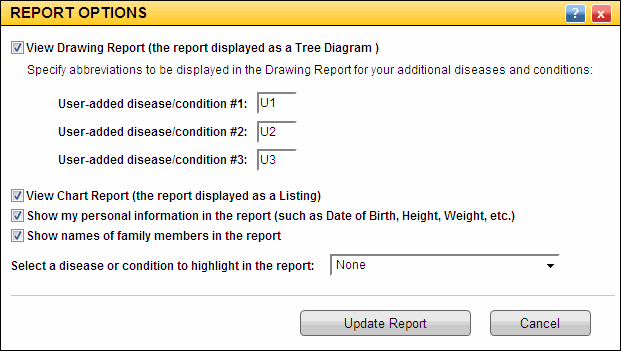 REPORT OPTIONS ? x
View Drawing Report (the report displayed as a Tree Diagram )
Specify abbreviations to be displayed in the Drawing Report for your additional diseases and conditions:
User-added disease/condition #1: U1
User-added disease/condition #2: U2
User-added disease/condition #3: U3
View Chart Report (the report displayed as a Listing)
Show my personal information in the report (such as Date of Birth, Height, Weight, etc.)
Show names of family members in the report
Select a disease or condition to highlight in the report: None
Update Report Cancel